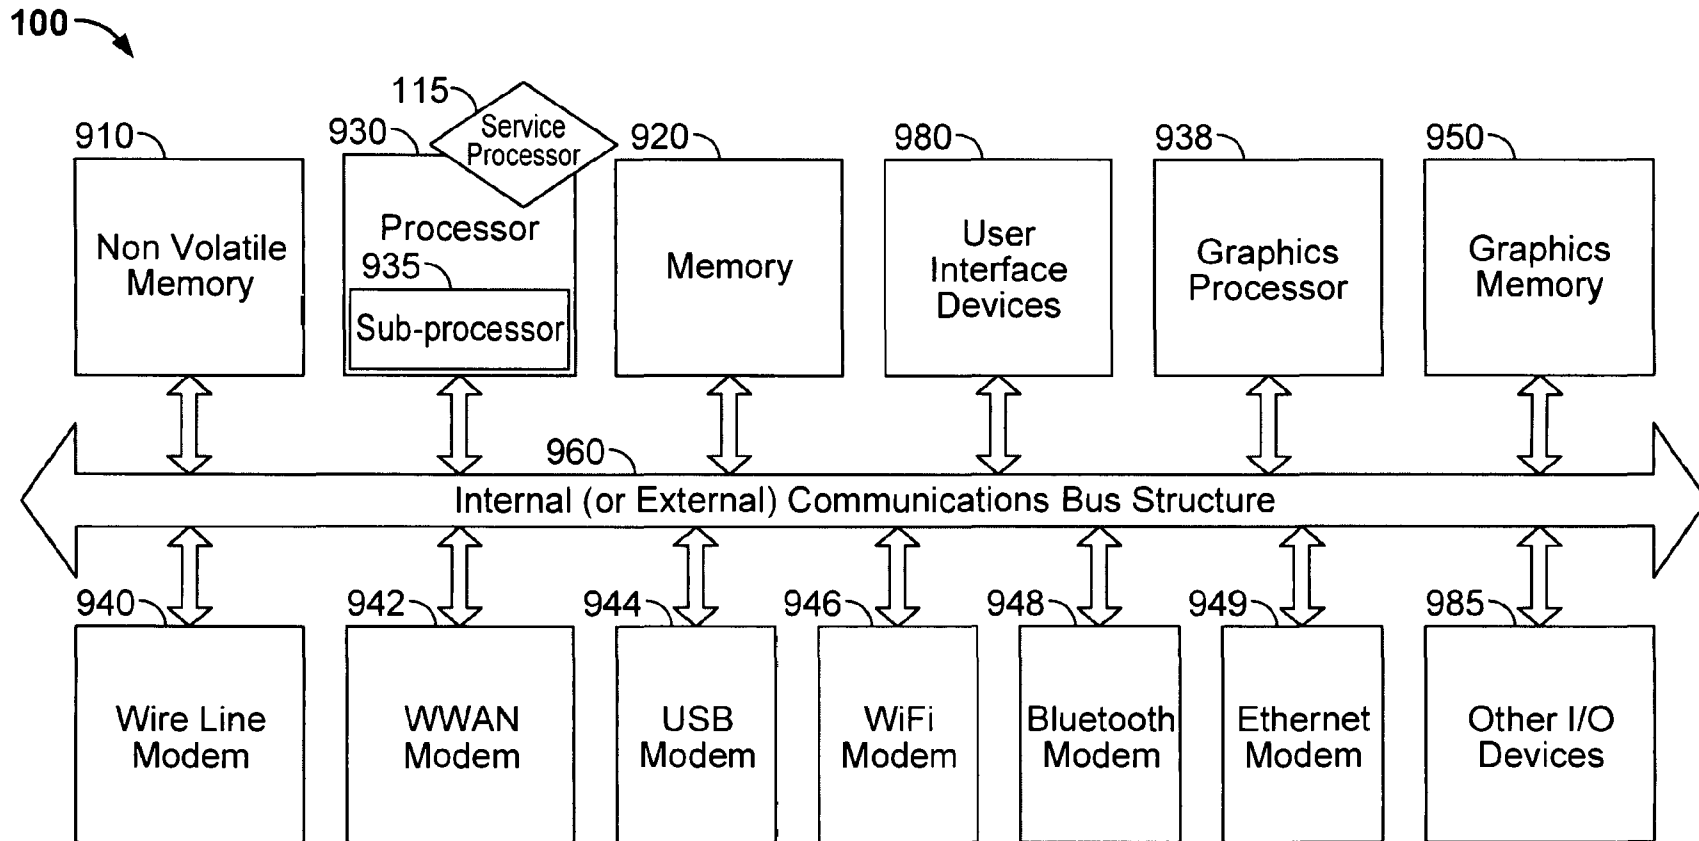 100
115
Service
Processor
910
930
920
980
938
950
Non Volatile
Memory
Processor
935
Sub-processor
Memory
User
Interface
Devices
Graphics
Processor
Graphics
Memory
960
Internal (or External) Communications Bus Structure
940
942
944
946
948
949
985
Wire Line
Modem
WWAN
Modem
USB
Modem
WiFi
Modem
Bluetooth
Modem
Ethernet
Modem
Other I/O
Devices